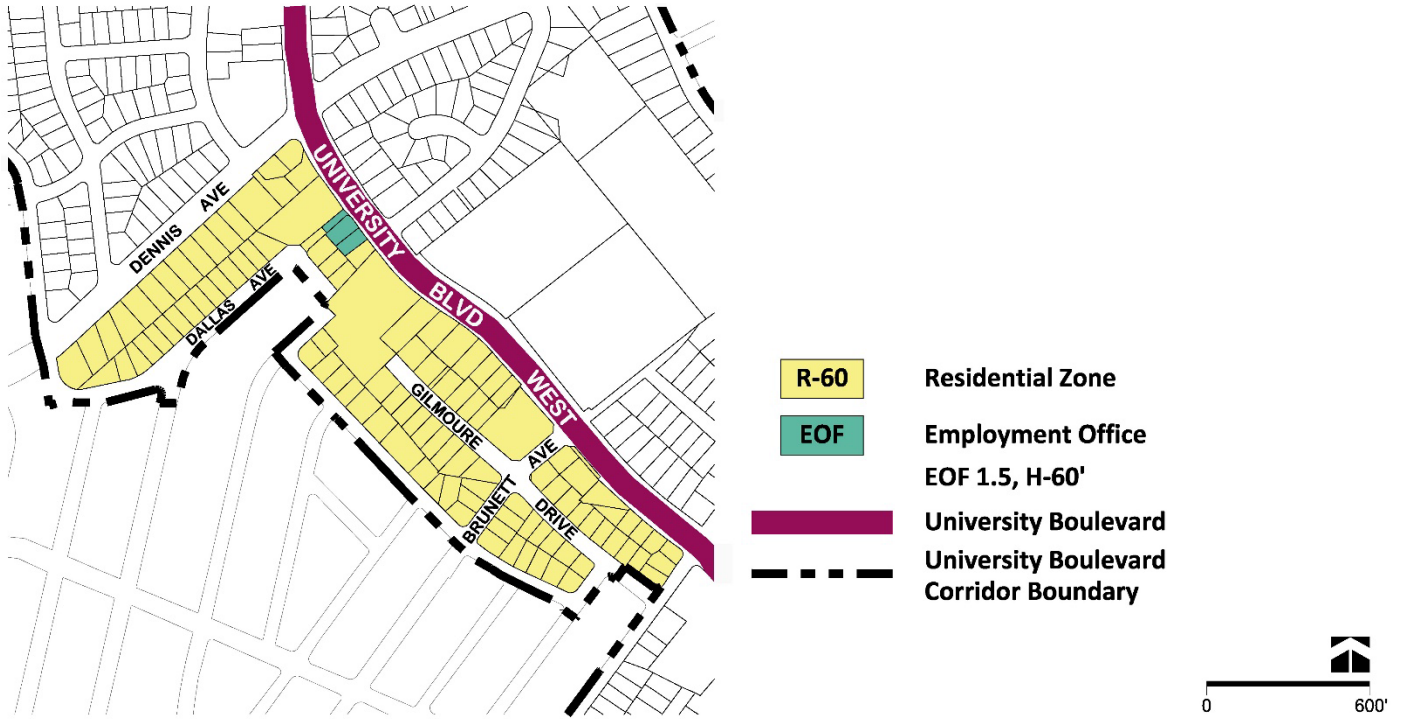 UNIVERSITY
BLVD
WEST
DENNIS AVE
DALLAS AVE
GILMOURE
DRIVE
BRUNETT AVE
R-60 Residential Zone
EOF Employment Office
EOF 1.5, H-60'
University Boulevard
University Boulevard
Corridor Boundary
0 600'